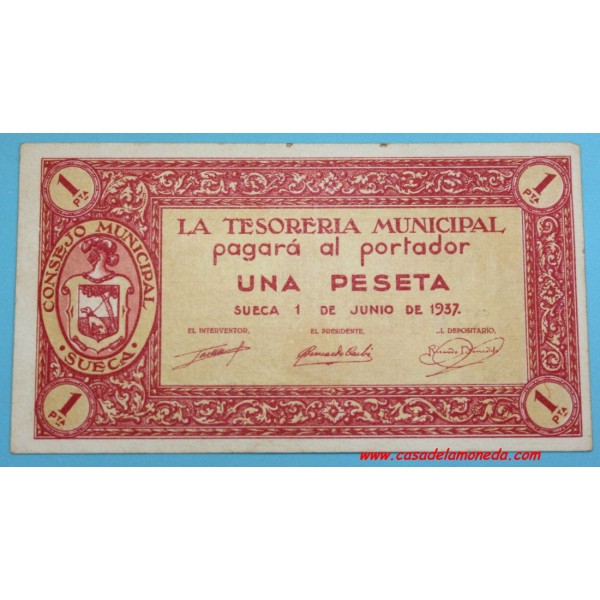 1 PTA
1 PTA
CONSEJO MUNICIPAL
· SUECA ·
LA TESORERIA MUNICIPAL
pagará al portador
UNA PESETA
SUECA 1 DE JUNIO DE 1937.
EL INTERVENTOR,
EL PRESIDENTE,
.L DEPOSITARIO,
1 PTA
1 PTA
www.casadelamoneda.com